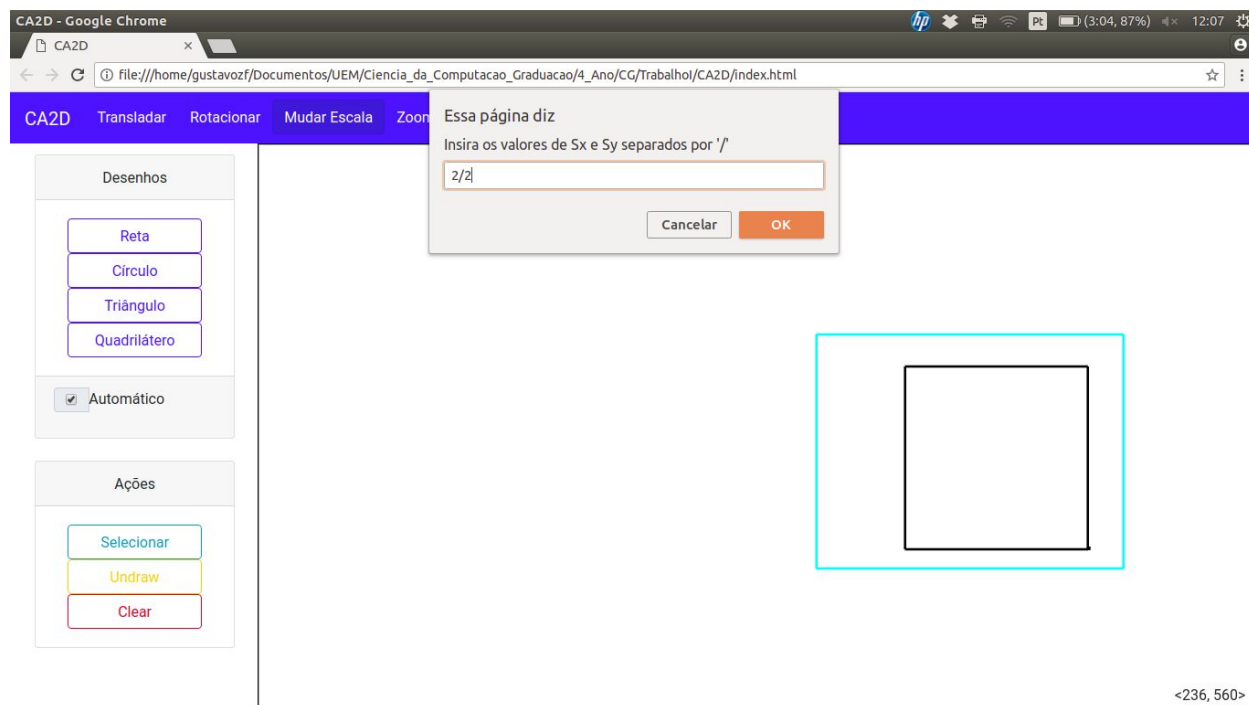 CA2D - Google Chrome
hp
Pt
(3:04, 87%)
12:07
CA2D
file:///home/gustavozf/Documentos/UEM/Ciencia_da_Computacao_Graduacao/4_Ano/CG/TrabalhoI/CA2D/index.html
CA2D Transladar Rotacionar Mudar Escala Zoom
Essa página diz
Insira os valores de Sx e Sy separados por '/'
2/2
Cancelar OK
Desenhos
Reta
Círculo
Triângulo
Quadrilátero
Automático
Ações
Selecionar
Undraw
Clear
<236, 560>